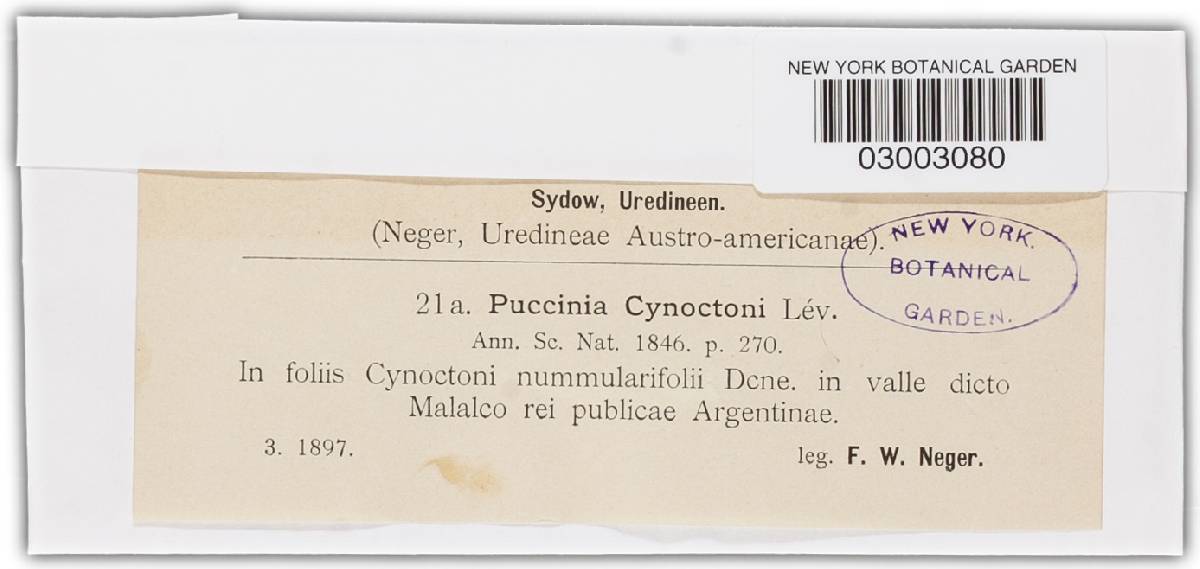 NEW YORK BOTANICAL GARDEN
03003080
Sydow, Uredineen.
(Neger, Uredineae Austro-americanae).
NEW YORK.
BOTANICAL
GARDEN.
21a. Puccinia Cynoctoni Lév.
Ann. Sc. Nat. 1846. p. 270.
In foliis Cynoctoni nummularifolii Dcne. in valle dicto
Malalco rei publicae Argentinae.
3. 1897.
leg. F. W. Neger.